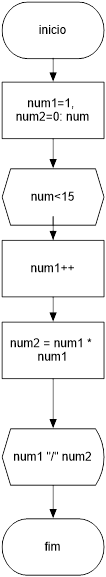 inicio
num1=1,
num2=0: num
num<15
num1++
num2 = num1 *
num1
num1 "/" num2
fim